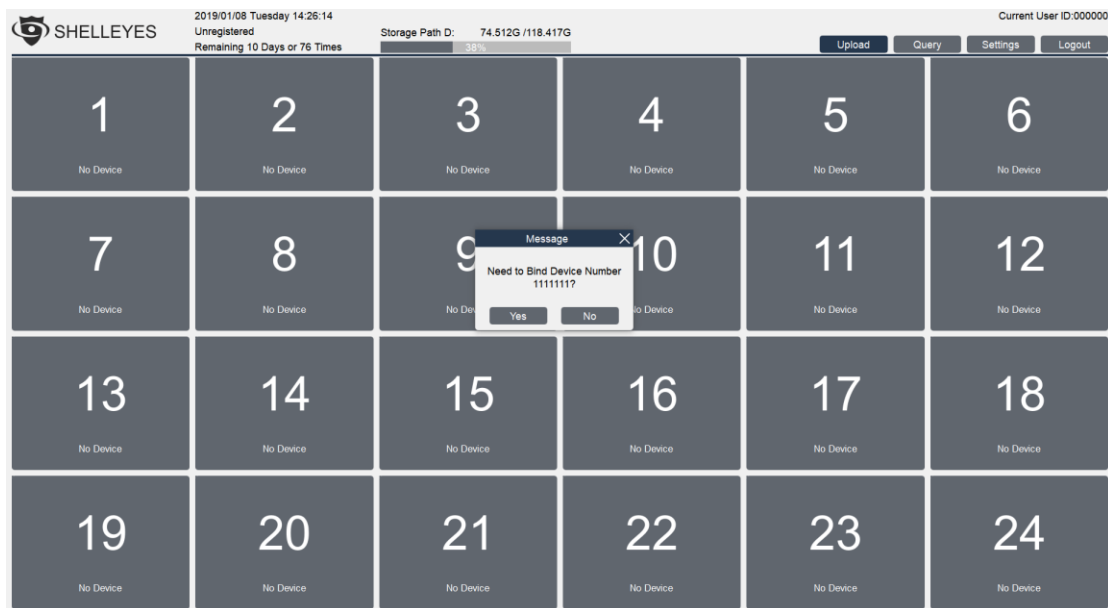 SHELLEYES
2019/01/08 Tuesday 14:26:14
Unregistered
Remaining 10 Days or 76 Times
Storage Path D: 74.512G /118.417G
38%
Current User ID:000000
Upload Query Settings Logout
1 2 3 4 5 6
No Device No Device No Device No Device No Device No Device
7 8 9 10 11 12
Message
Need to Bind Device Number
1111111?
Yes No
No Device No Device No Dev o Device No Device No Device
13 14 15 16 17 18
No Device No Device No Device No Device No Device No Device
19 20 21 22 23 24
No Device No Device No Device No Device No Device No Device